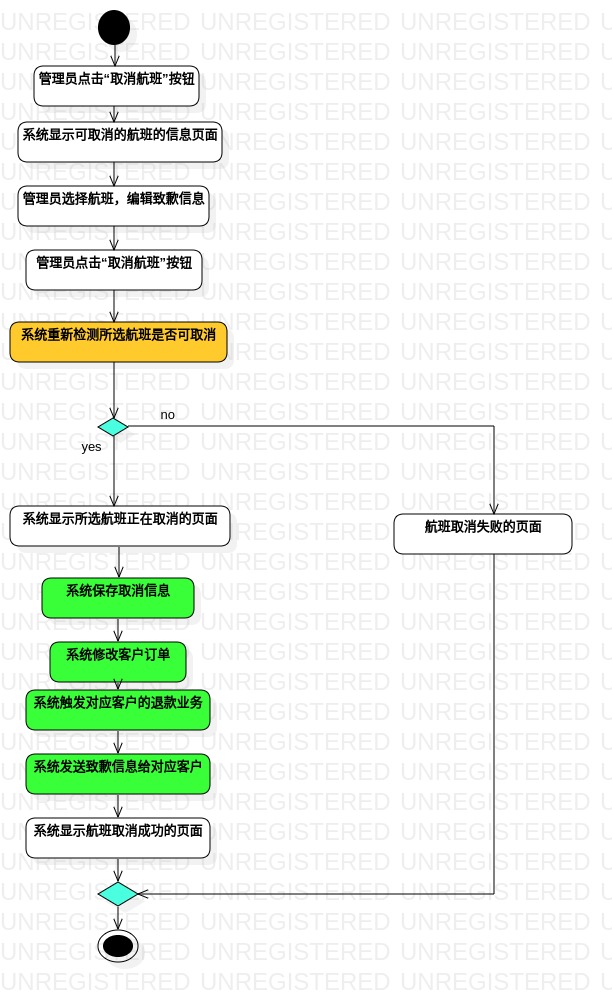 管理员点击“取消航班”按钮
系统显示可取消的航班的信息页面
管理员选择航班，编辑致歉信息
管理员点击“取消航班”按钮
系统重新检测所选航班是否可取消
no
yes
系统显示所选航班正在取消的页面
航班取消失败的页面
系统保存取消信息
系统修改客户订单
系统触发对应客户的退款业务
系统发送致歉信息给对应客户
系统显示航班取消成功的页面
UNREGISTERED